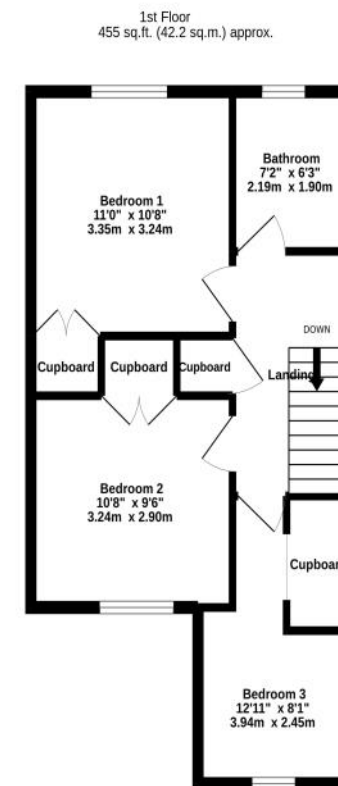 1st Floor
455 sq.ft. (42.2 sq.m.) approx.
Bedroom 1
11'0" x 10'8"
3.35m x 3.24m
Bathroom
7'2" x 6'3"
2.19m x 1.90m
DOWN
Landing
Cupboard
Cupboard
Cupboard
Bedroom 2
10'8" x 9'6"
3.24m x 2.90m
Cupboar
Bedroom 3
12'11" x 8'1"
3.94m x 2.45m